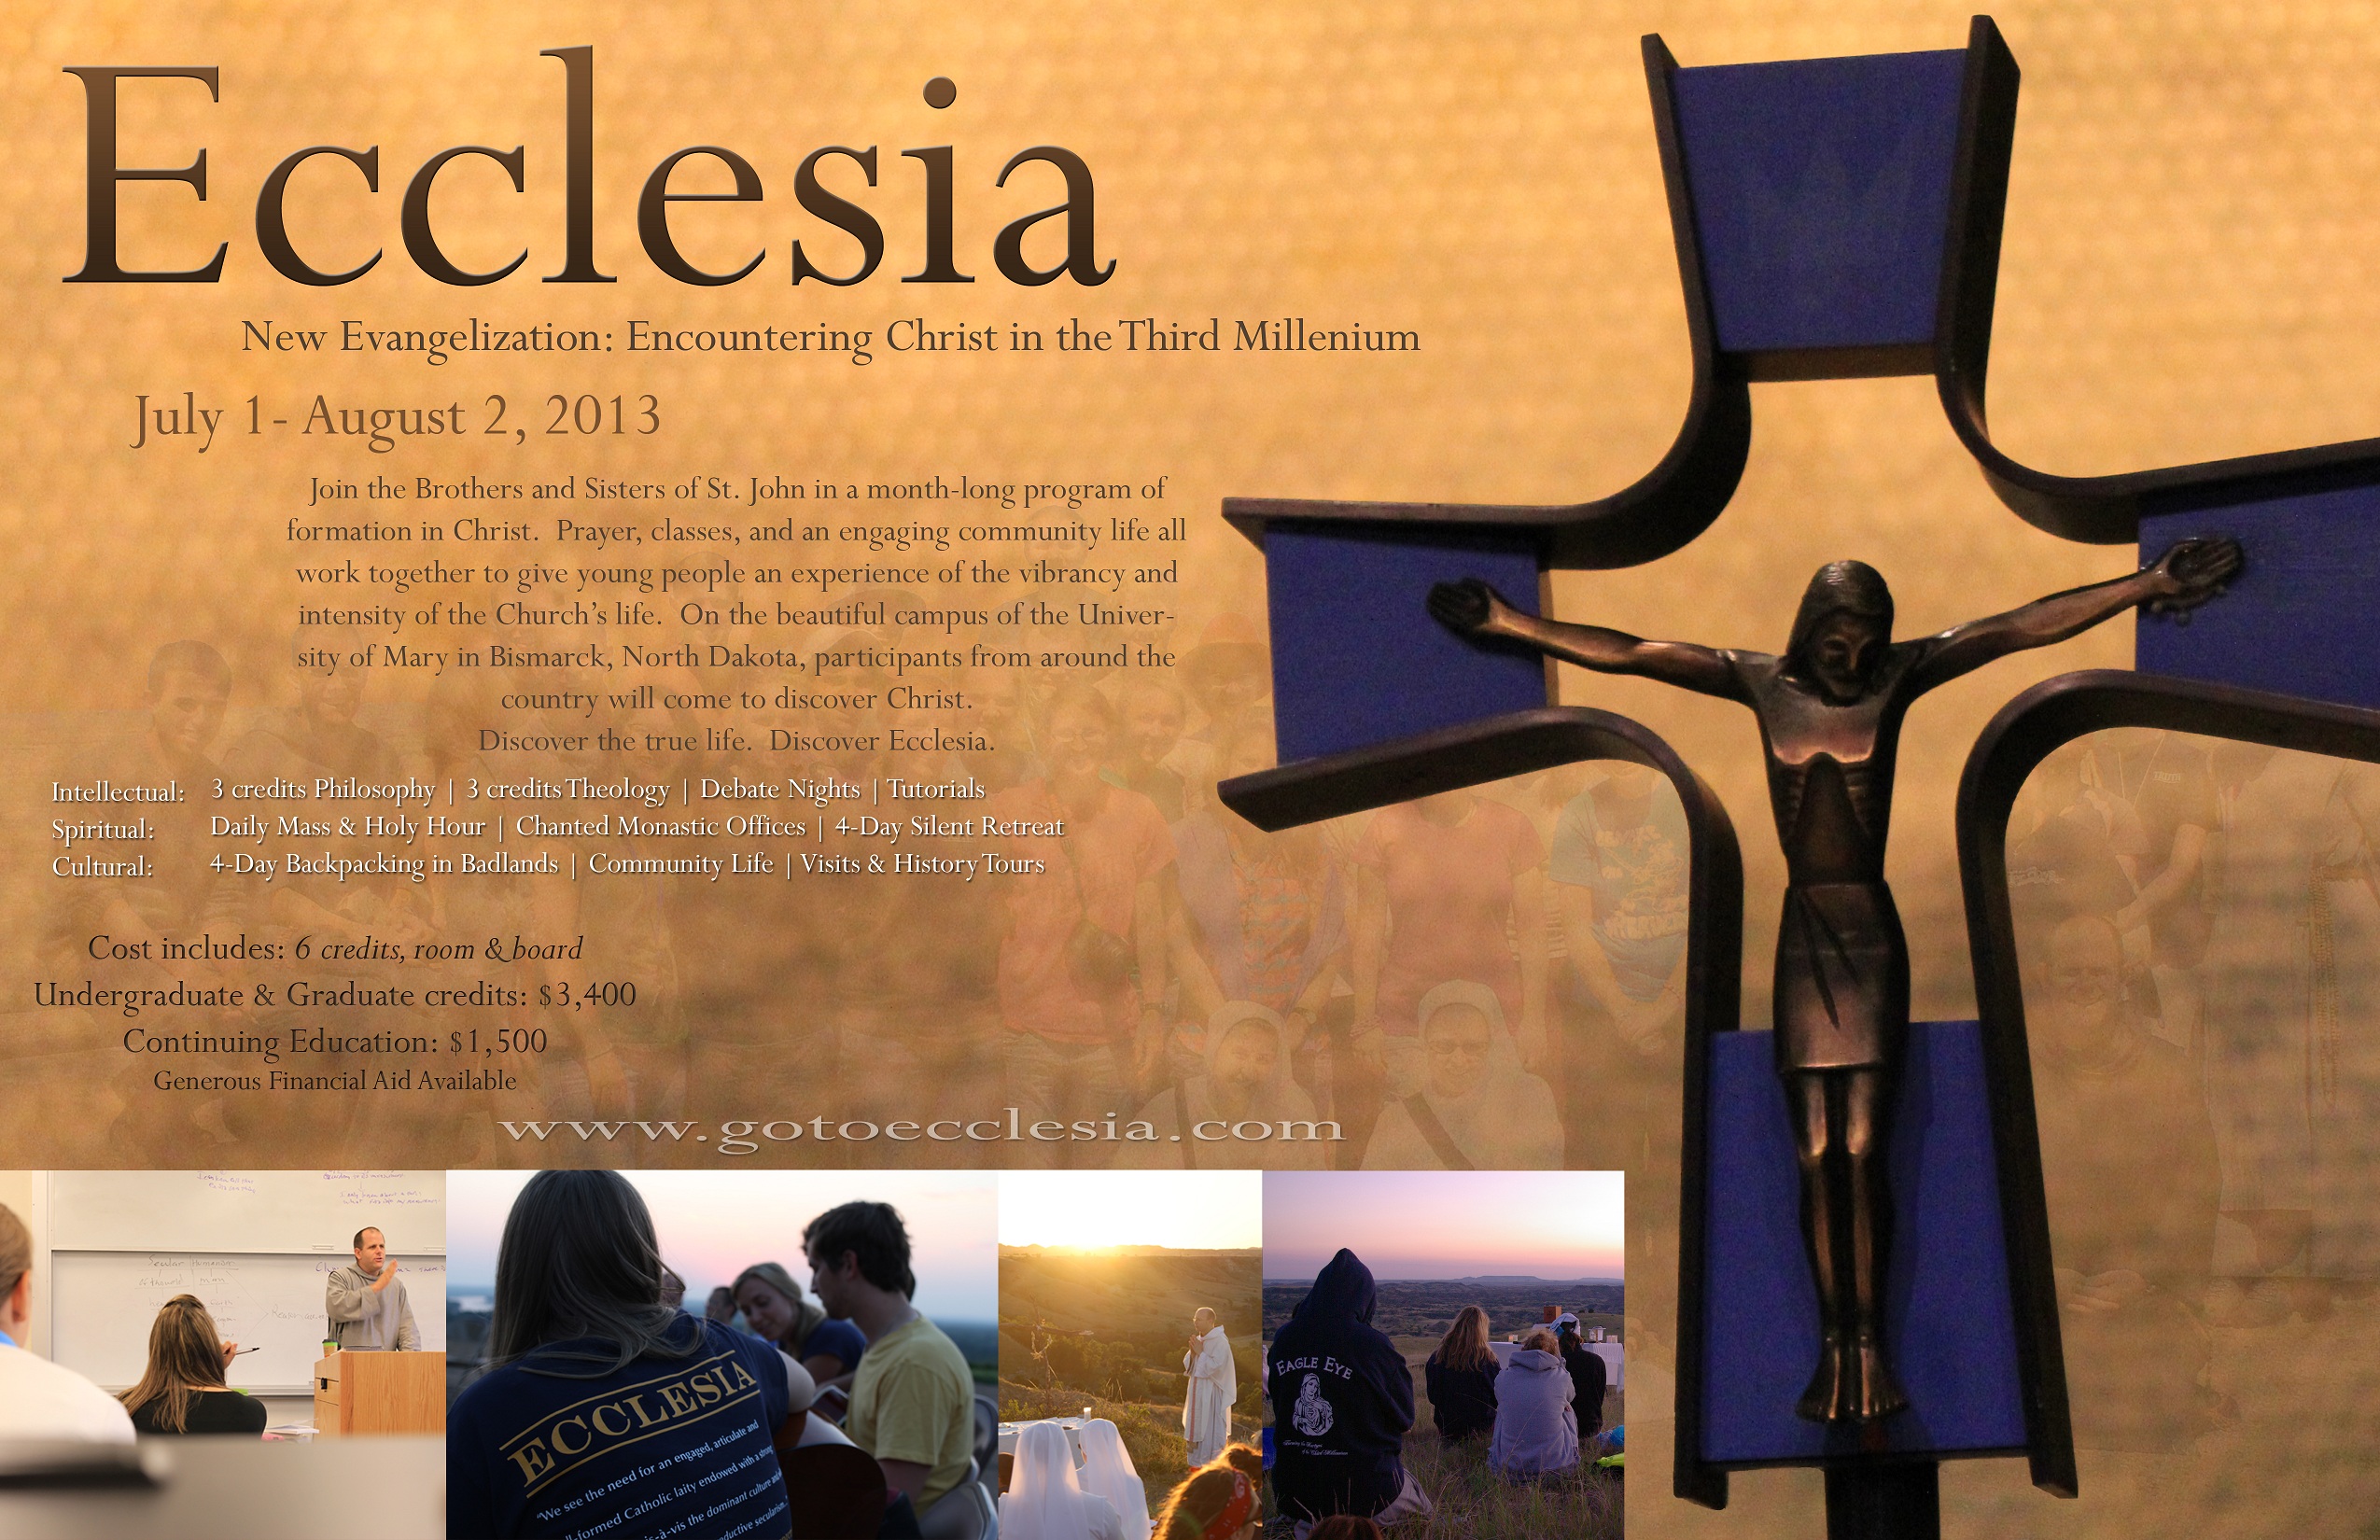 Ecclesia
New Evangelization: Encountering Christ in the Third Millenium
July 1- August 2, 2013
Join the Brothers and Sisters of St. John in a month-long program of
formation in Christ.  Prayer, classes, and an engaging community life all
work together to give young people an experience of the vibrancy and
intensity of the Church's life.  On the beautiful campus of the Univer-
sity of Mary in Bismarck, North Dakota, participants from around the
country will come to discover Christ.
Discover the true life.  Discover Ecclesia.
Intellectual: 3 credits Philosophy | 3 credits Theology | Debate Nights | Tutorials
Spiritual: Daily Mass & Holy Hour | Chanted Monastic Offices | 4-Day Silent Retreat
Cultural: 4-Day Backpacking in Badlands | Community Life | Visits & History Tours
Cost includes: 6 credits, room & board
Undergraduate & Graduate credits: $3,400
Continuing Education: $1,500
Generous Financial Aid Available
www.gotoecclesia.com
Secular Humanism
ECCLESIA
"We see the need for an engaged, articulate and
-formed Catholic laity endowed with a strong
-à-vis the dominant culture
secularism
EAGLE EYE